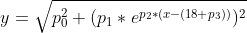 y = \sqrt{p_0^2 + (p_1 * e^{p_2*(x-(18+p_3))})^2}